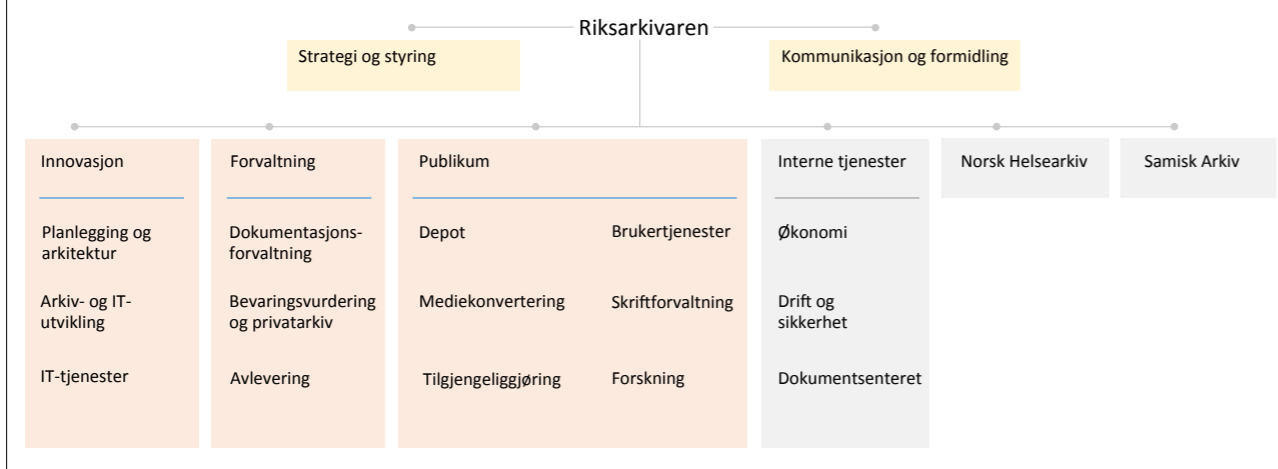 Riksarkivaren
Strategi og styring
Kommunikasjon og formidling
Innovasjon
Planlegging og
arkitektur
Arkiv- og IT-
utvikling
IT-tjenester
Forvaltning
Dokumentasjons-
forvaltning
Bevaringsvurdering
og privatarkiv
Avlevering
Publikum
Depot
Mediekonvertering
Tilgjengeliggjøring
Brukertjenester
Skriftforvaltning
Forskning
Interne tjenester
Økonomi
Drift og
sikkerhet
Dokumentsenteret
Norsk Helsearkiv
Samisk Arkiv